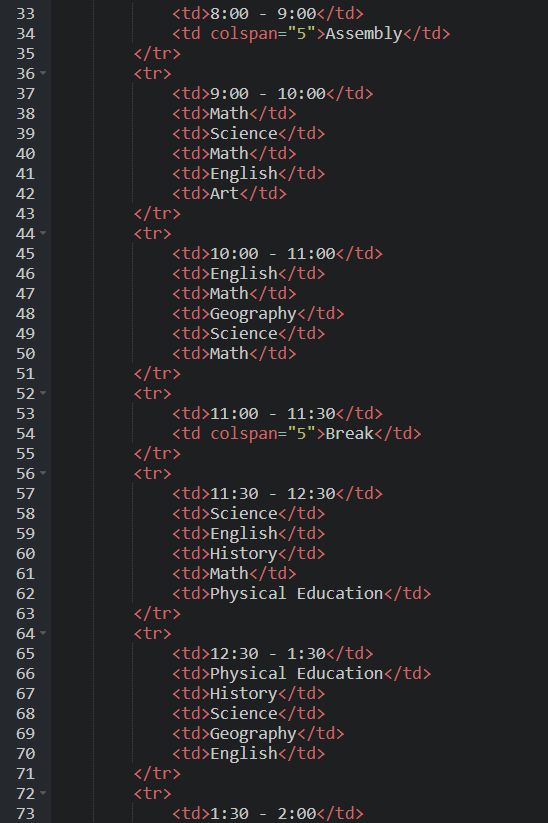 33 <td>8:00 - 9:00</td>
34 <td colspan="5">Assembly</td>
35 </tr>
36 <tr>
37 <td>9:00 - 10:00</td>
38 <td>Math</td>
39 <td>Science</td>
40 <td>Math</td>
41 <td>English</td>
42 <td>Art</td>
43 </tr>
44 <tr>
45 <td>10:00 - 11:00</td>
46 <td>English</td>
47 <td>Math</td>
48 <td>Geography</td>
49 <td>Science</td>
50 <td>Math</td>
51 </tr>
52 <tr>
53 <td>11:00 - 11:30</td>
54 <td colspan="5">Break</td>
55 </tr>
56 <tr>
57 <td>11:30 - 12:30</td>
58 <td>Science</td>
59 <td>English</td>
60 <td>History</td>
61 <td>Math</td>
62 <td>Physical Education</td>
63 </tr>
64 <tr>
65 <td>12:30 - 1:30</td>
66 <td>Physical Education</td>
67 <td>History</td>
68 <td>Science</td>
69 <td>Geography</td>
70 <td>English</td>
71 </tr>
72 <tr>
73 <td>1:30 - 2:00</td>